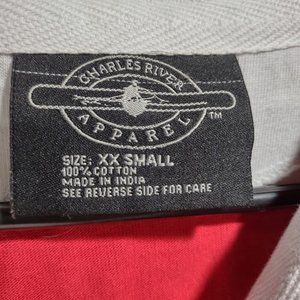 CHARLES RIVER
APPAREL
TM
SIZE: XX SMALL
100% COTTON
MADE IN INDIA
SEE REVERSE SIDE FOR CARE